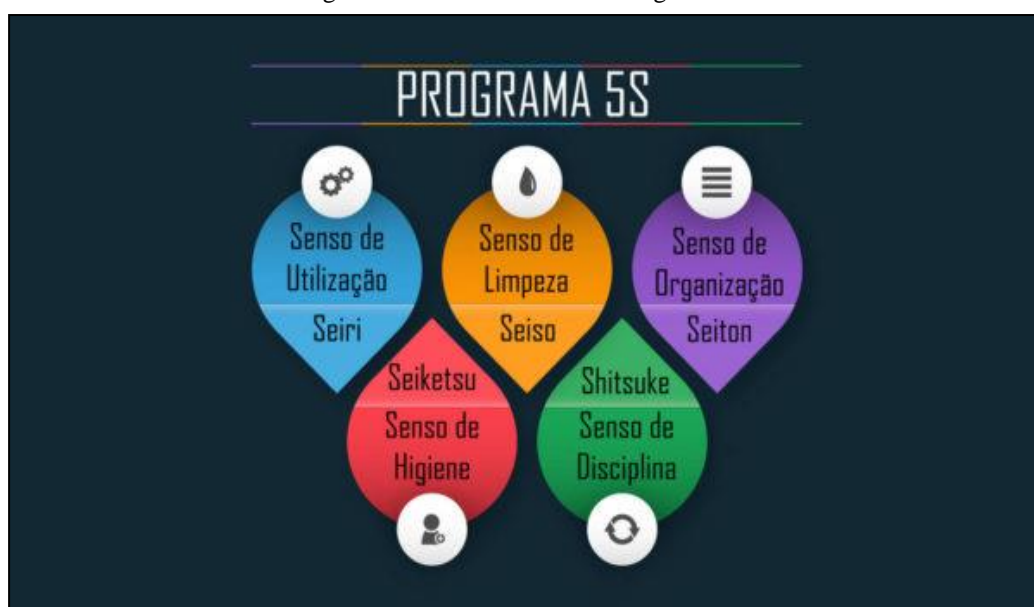 PROGRAMA 5S
Senso de
Utilização
Seiri
Senso de
Limpeza
Seiso
Senso de
Organização
Seiton
Seiketsu
Senso de
Higiene
Shitsuke
Senso de
Disciplina